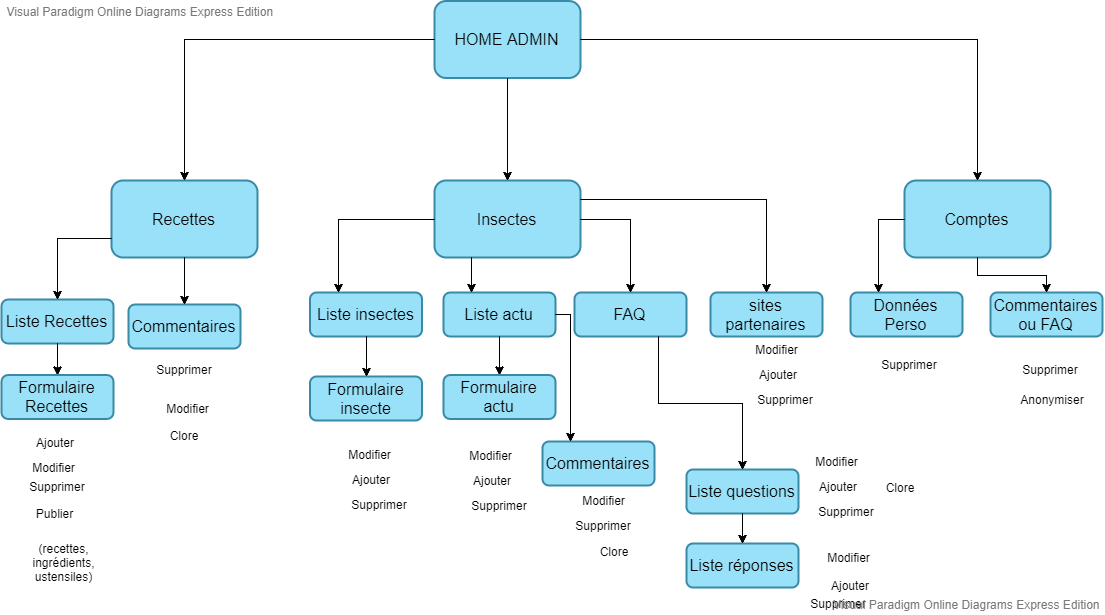 Visual Paradigm Online Diagrams Express Edition
HOME ADMIN
Recettes
Insectes
Comptes
Liste Recettes
Commentaires
Liste insectes
Liste actu
FAQ
sites
partenaires
Données
Perso
Commentaires
ou FAQ
Formulaire
Recettes
Supprimer
Modifier
Clore
Ajouter
Modifier
Supprimer
Publier
(recettes,
ingrédients,
ustensiles)
Formulaire
insecte
Modifier
Ajouter
Supprimer
Formulaire
actu
Modifier
Ajouter
Supprimer
Commentaires
Modifier
Supprimer
Clore
Modifier
Ajouter
Supprimer
Liste questions
Modifier
Ajouter
Clore
Supprimer
Liste réponses
Modifier
Ajouter
Supprimer
Supprimer
Supprimer
Anonymiser
Visual Paradigm Online Diagrams Express Edition